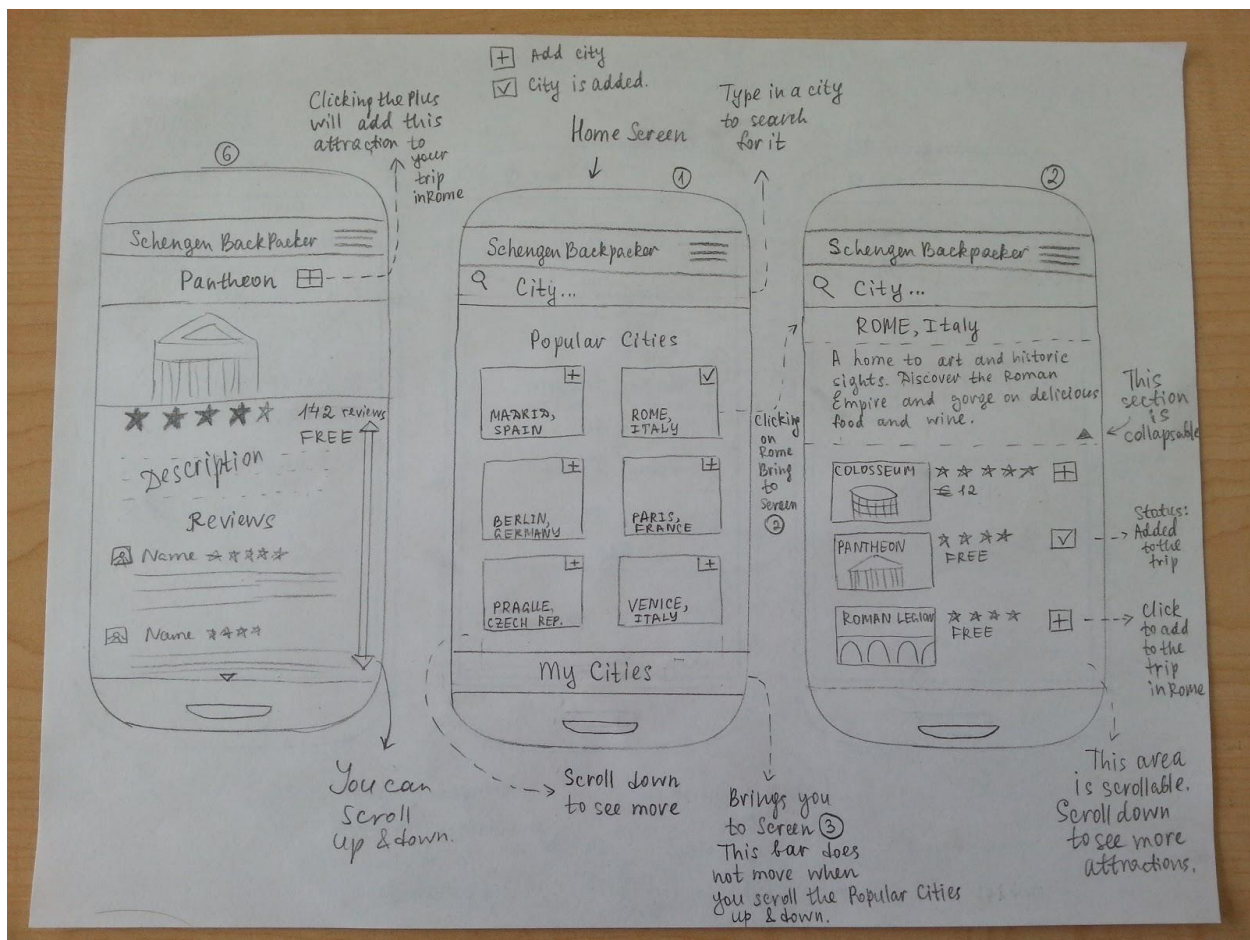 + Add city
✓ City is added.
Home Screen
Clicking the Plus
will add this
attraction to
your
trip
in Rome
6
Schengen BackPacker
Pantheon +
142 reviews
FREE
Description
Reviews
Name
Name
You can
Scroll
up & down.
1
Schengen Backpacker
City...
Popular Cities
+
MADRID,
SPAIN
✓
ROME,
ITALY
+
BERLIN,
GERMANY
+
PARIS,
FRANCE
+
PRAGUE,
CZECH REP.
+
VENICE,
ITALY
My Cities
Scroll down
to see move
Type in a city
to search
for it
Clicking
on
Rome
Bring
to
Screen
2
Brings you
to Screen 3
This bar does
not move when
you scroll the Popular Cities
up & down.
2
Schengen Backpacker
City...
ROME, Italy
A home to art and historic
sights. Discover the Roman
Empire and gorge on delicious
food and wine.
This
section
is
collapsable
COLOSSEUM
€ 12
+
PANTHEON
FREE
✓
Status:
Added
to the
trip
ROMAN LEGION
FREE
+
Click
to add
to the
trip
in Rome
This area
is scrollable.
Scroll down
to see more
attractions.